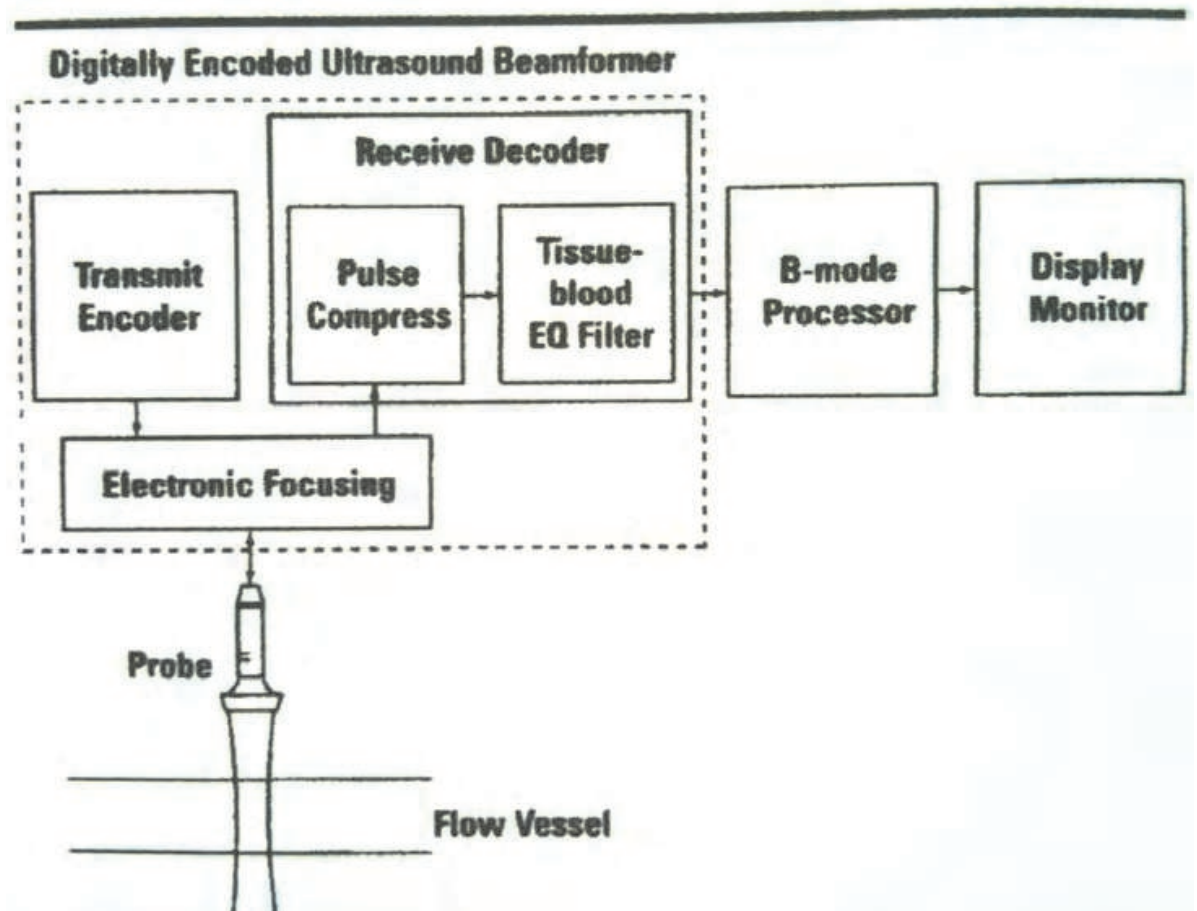 Digitally Encoded Ultrasound Beamformer
Receive Decoder
Transmit
Encoder
Pulse
Compress
Tissue-
blood
EQ Filter
B-mode
Processor
Display
Monitor
Electronic Focusing
Probe
Flow Vessel